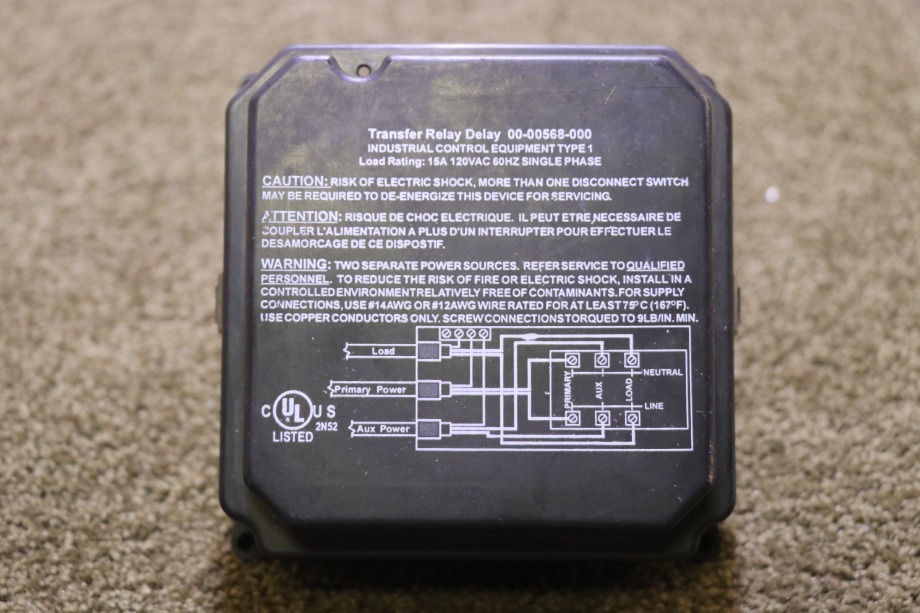 Transfer Relay Delay 00-00568-000
INDUSTRIAL CONTROL EQUIPMENT TYPE 1
Load Rating: 15A 120VAC 60HZ SINGLE PHASE
CAUTION: RISK OF ELECTRIC SHOCK, MORE THAN ONE DISCONNECT SWITCH
MAY BE REQUIRED TO DE-ENERGIZE THIS DEVICE FOR SERVICING.
ATTENTION: RISQUE DE CHOC ELECTRIQUE. IL PEUT ETRE NECESSAIRE DE
COUPLER L'ALIMENTATION A PLUS D'UN INTERRUPTER POUR EFFECTUER LE
DESAMORCAGE DE CE DISPOSTIF.
WARNING: TWO SEPARATE POWER SOURCES. REFER SERVICE TO QUALIFIED
PERSONNEL. TO REDUCE THE RISK OF FIRE OR ELECTRIC SHOCK, INSTALL IN A
CONTROLLED ENVIRONMENT RELATIVELY FREE OF CONTAMINANTS. FOR SUPPLY
CONNECTIONS, USE #14AWG OR #12AWG WIRE RATED FOR AT LEAST 75°C (167°F).
USE COPPER CONDUCTORS ONLY. SCREW CONNECTIONS TORQUED TO 9LB/IN. MIN.
Load
Primary Power
Aux Power
PRIMARY
AUX
LOAD
NEUTRAL
LINE
C UL US
2N52
LISTED